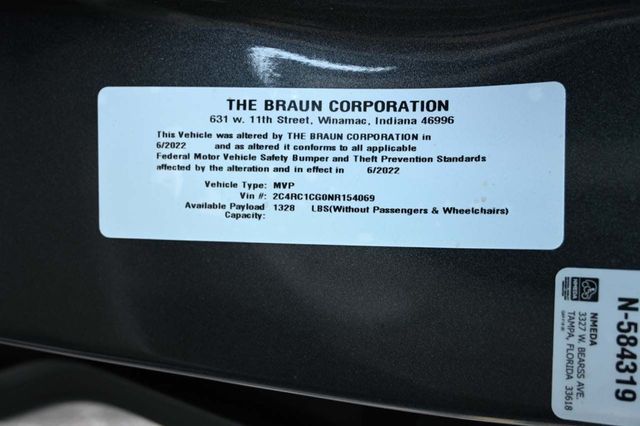 THE BRAUN CORPORATION
631 w. 11th Street, Winamac, Indiana 46996
This Vehicle was altered by THE BRAUN CORPORATION in
6/2022 and as altered it conforms to all applicable
Federal Motor Vehicle Safety Bumper and Theft Prevention Standards
affected by the alteration and in effect in 6/2022
Vehicle Type: MVP
Vin #: 2C4RC1CG0NR154069
Available Payload 1328 LBS(Without Passengers & Wheelchairs)
Capacity:
NMEDA
N-584319
NMEDA
3327 W. BEARSS AVE.
TAMPA, FLORIDA 33618